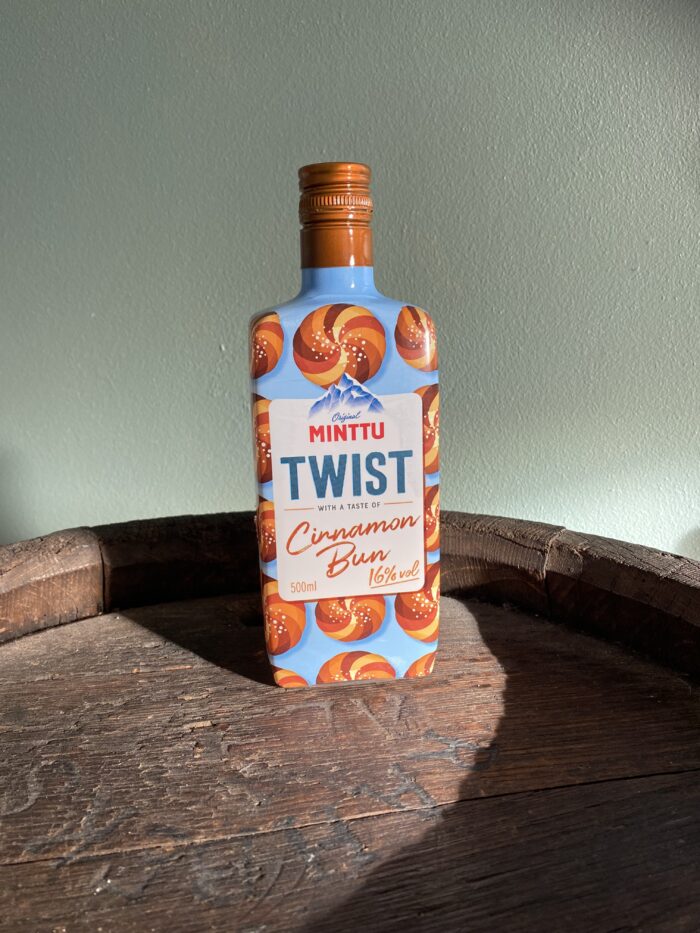 Original
MINTTU
TWIST
WITH A TASTE OF
Cinnamon
Bun
500ml 16% vol